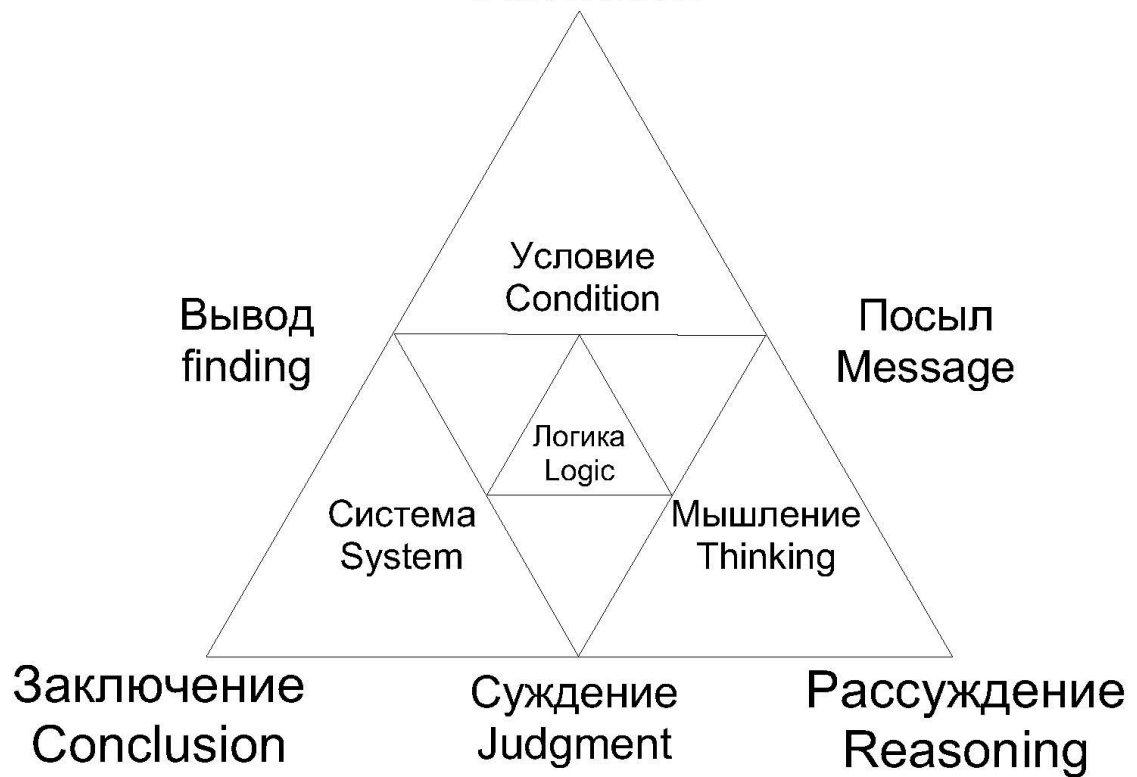 Условие
Condition
Вывод
finding
Посыл
Message
Логика
Logic
Система
System
Мышление
Thinking
Заключение
Conclusion
Суждение
Judgment
Рассуждение
Reasoning